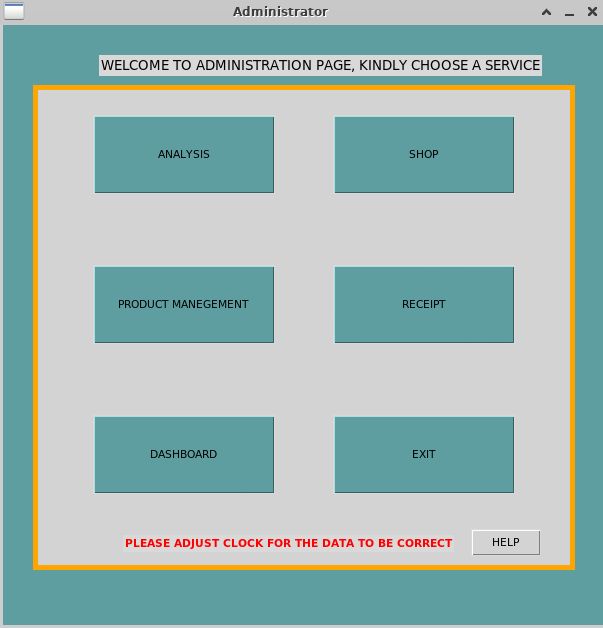 Administrator
WELCOME TO ADMINISTRATION PAGE, KINDLY CHOOSE A SERVICE
ANALYSIS
SHOP
PRODUCT MANEGEMENT
RECEIPT
DASHBOARD
EXIT
PLEASE ADJUST CLOCK FOR THE DATA TO BE CORRECT
HELP